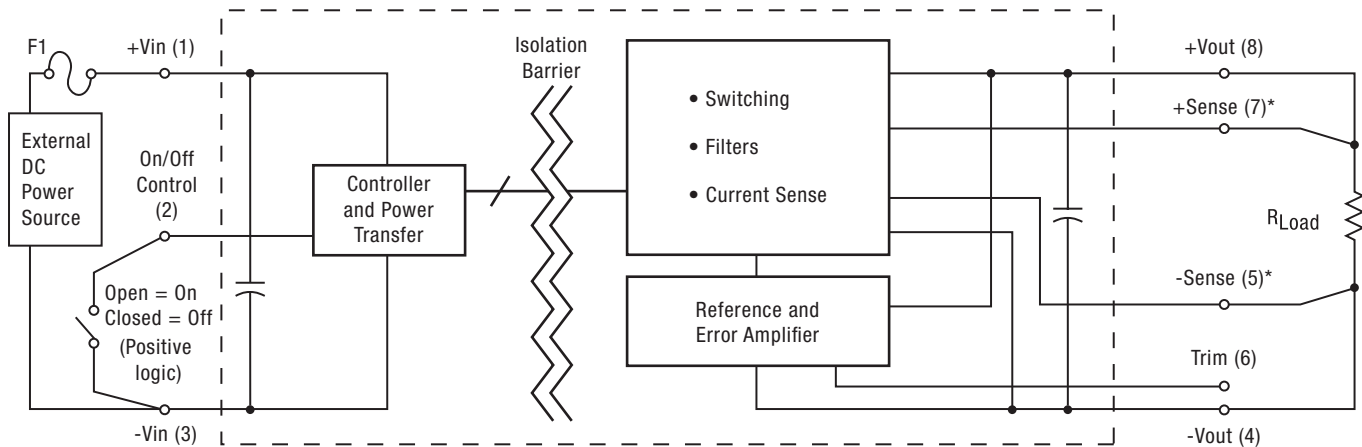 F1
+Vin (1)
External
DC
Power
Source
On/Off
Control
(2)
Open = On
Closed = Off
(Positive
logic)
-Vin (3)
Controller
and Power
Transfer
Isolation
Barrier
• Switching
• Filters
• Current Sense
Reference and
Error Amplifier
+Vout (8)
+Sense (7)*
RLoad
-Sense (5)*
Trim (6)
-Vout (4)